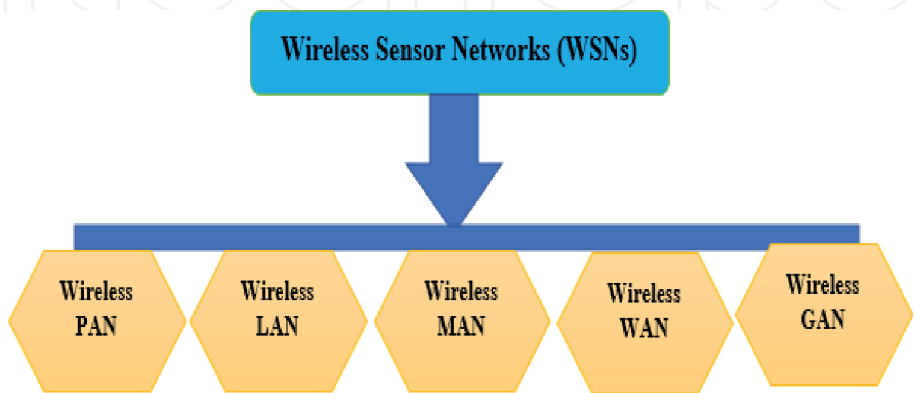 Wireless Sensor Networks (WSNs)
Wireless
PAN
Wireless
LAN
Wireless
MAN
Wireless
WAN
Wireless
GAN